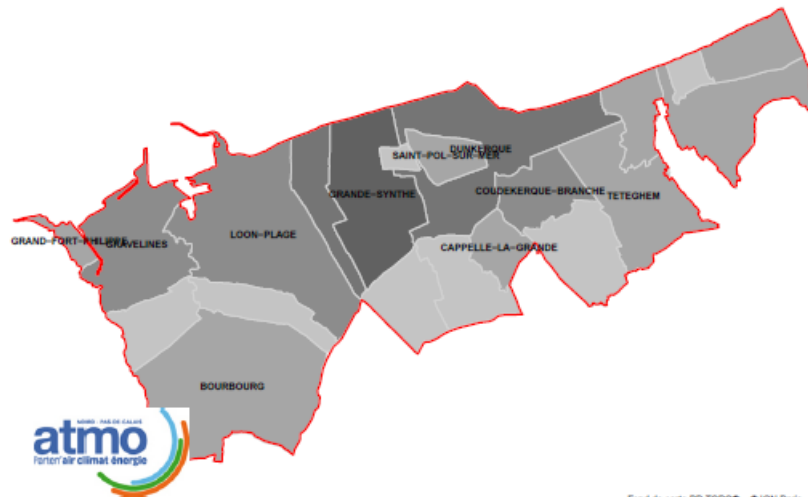 DUNKERQUE
SAINT-POL-SUR-MER
GRANDE-SYNTHE
COUDEKERQUE-BRANCHE
TETEGHEM
LOON-PLAGE
GRAND-FORT-PHILIPPE
GRAVELINES
CAPPELLE-LA-GRANDE
BOURBOURG
NORD - PAS-DE-CALAIS
atmo
l'orten'air climat énergie